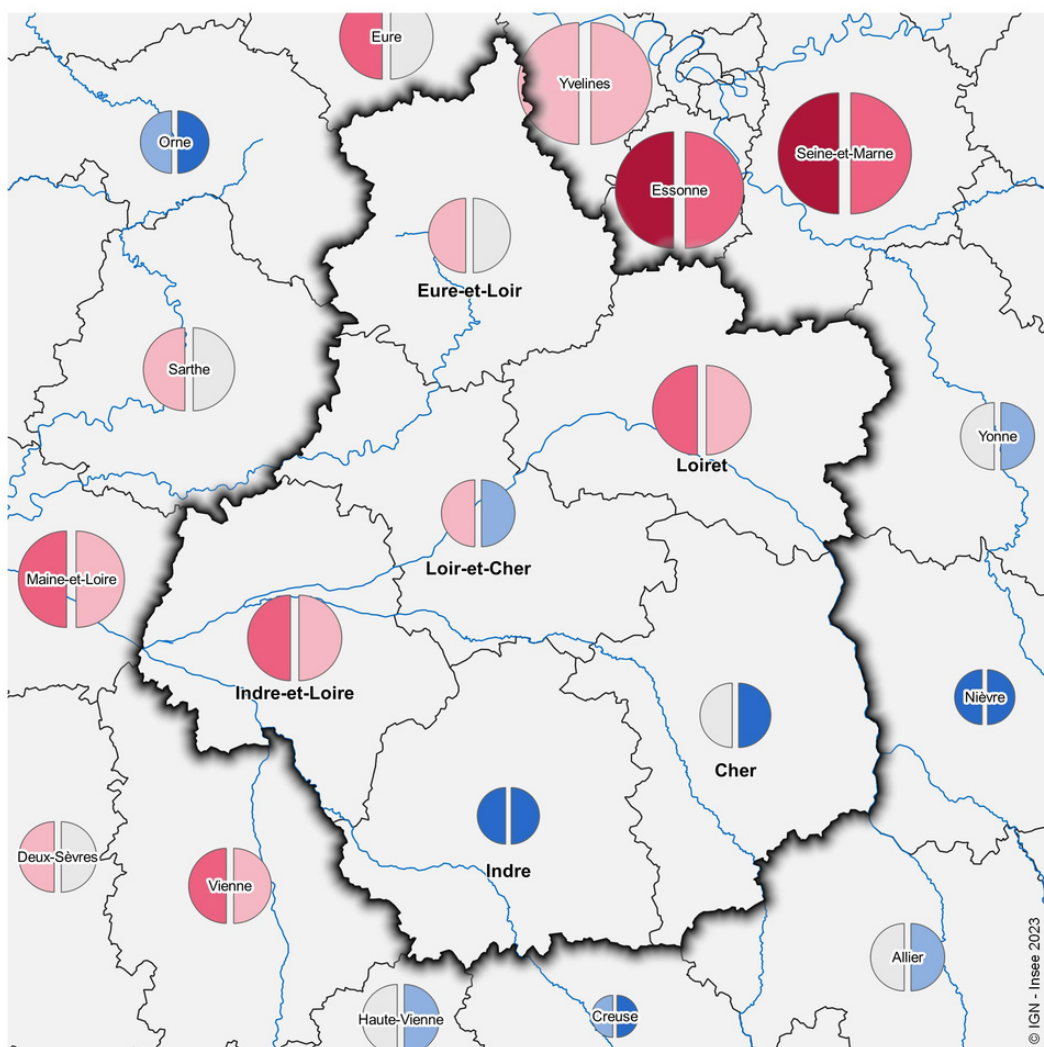 Eure
Yvelines
Orne
Seine-et-Marne
Essonne
Eure-et-Loir
Sarthe
Loiret
Yonne
Loir-et-Cher
Maine-et-Loire
Indre-et-Loire
Nièvre
Cher
Indre
Deux-Sèvres
Vienne
Allier
Haute-Vienne
Creuse
© IGN - Insee 2023